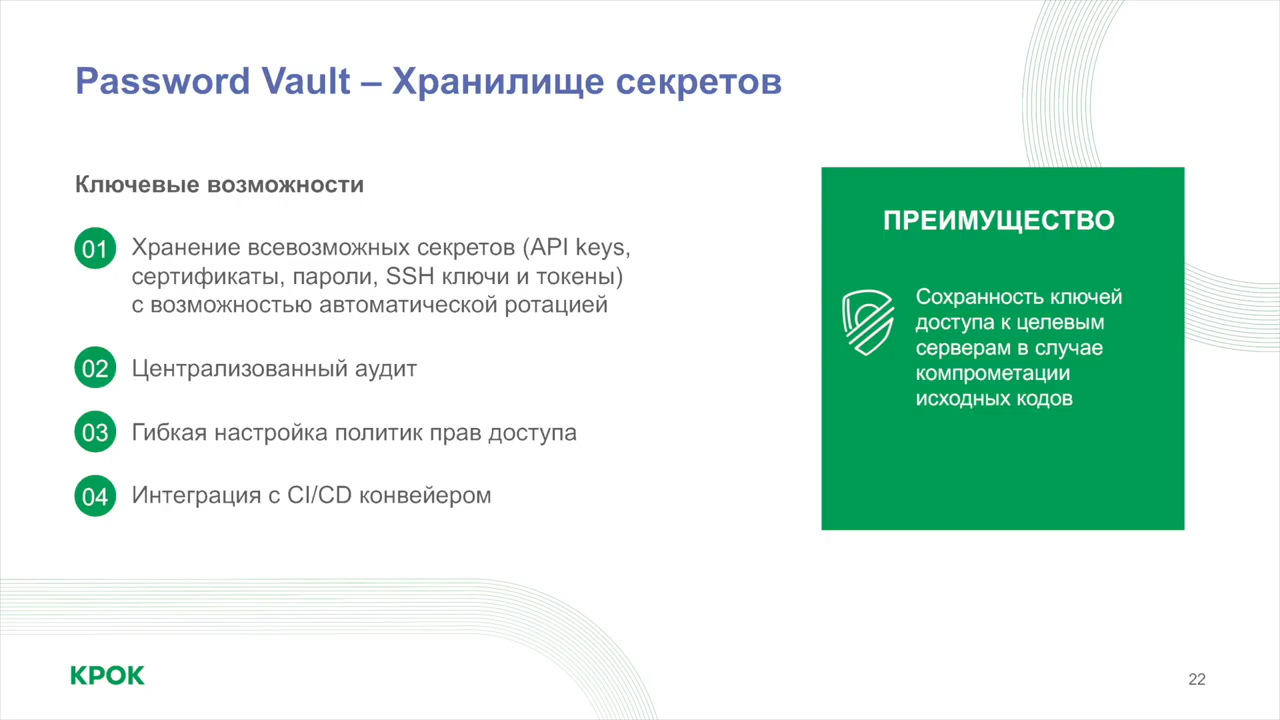 Password Vault – Хранилище секретов
Ключевые возможности
01
Хранение всевозможных секретов (API keys,
сертификаты, пароли, SSH ключи и токены)
с возможностью автоматической ротацией
02
Централизованный аудит
03
Гибкая настройка политик прав доступа
04
Интеграция с CI/CD конвейером
ПРЕИМУЩЕСТВО
Сохранность ключей
доступа к целевым
серверам в случае
компрометации
исходных кодов
КРОК
22